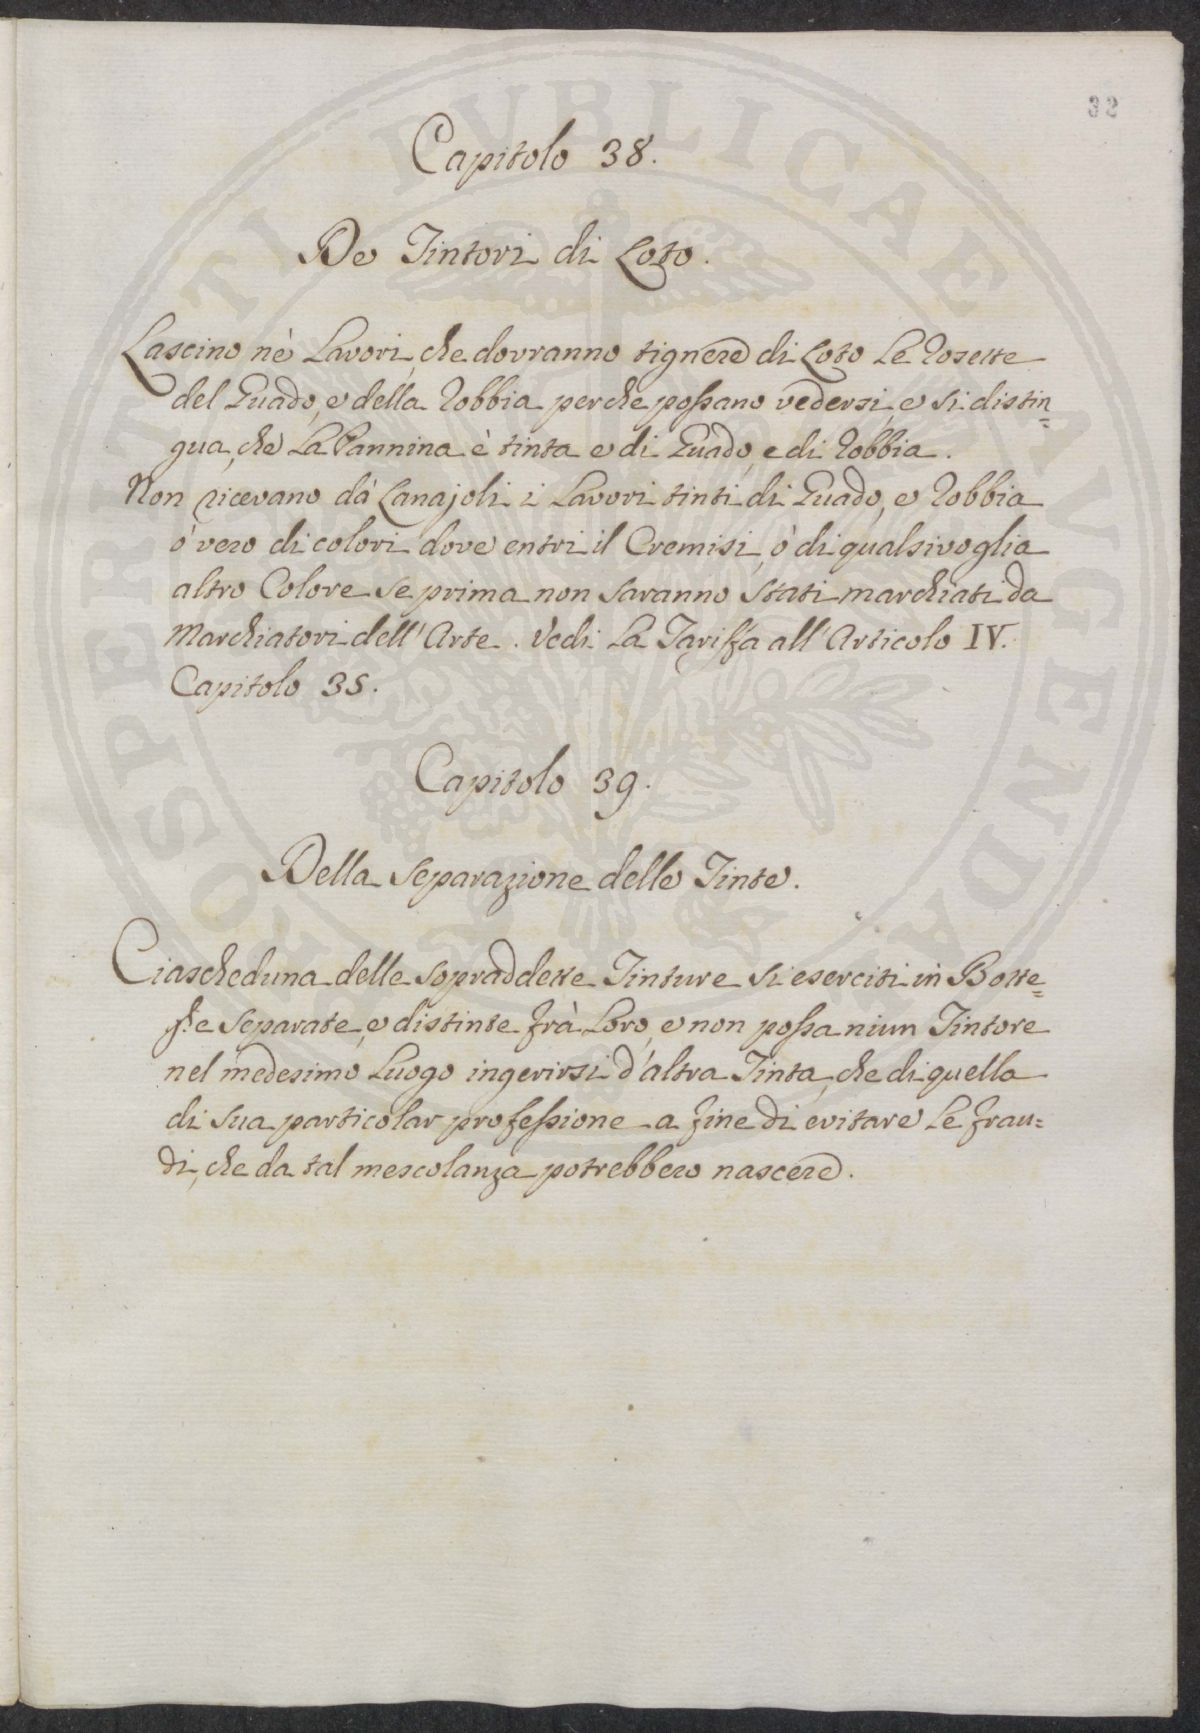 32
Capitolo 38.
De Tintori di Loto.
Lascino nè Lavori, che dovranno tignere di Loto le Rosette
del Guado, e della Robbia perche possano vedersi, e si distin=
gua, che la Pannina è tinta e di Guado, e di Robbia.
Non ricevano dà Lanajoli i Lavori tinti di Guado, e Robbia
ò vero di colori dove entri il Cremisi, ò di qualsivoglia
altro Colore se prima non saranno stati marchiati da
Marchiatori dell' Arte. Vedi la Tariffa all' Articolo IV.
Capitolo 35.
Capitolo 39.
Della Separazione delle Tinte.
Ciascheduna delle sopraddette Tinture si eserciti in Botte=
ghe separate, e distinte frà loro, e non possa niun Tintore
nel medesimo Luogo ingerirsi d'altra Tinta, che di quella
di sua particolar professione a fine di evitare le frau=
di, che da tal mescolanza potrebbero nascere.
PROSPERITATI PVBLICAE AVGENDAE